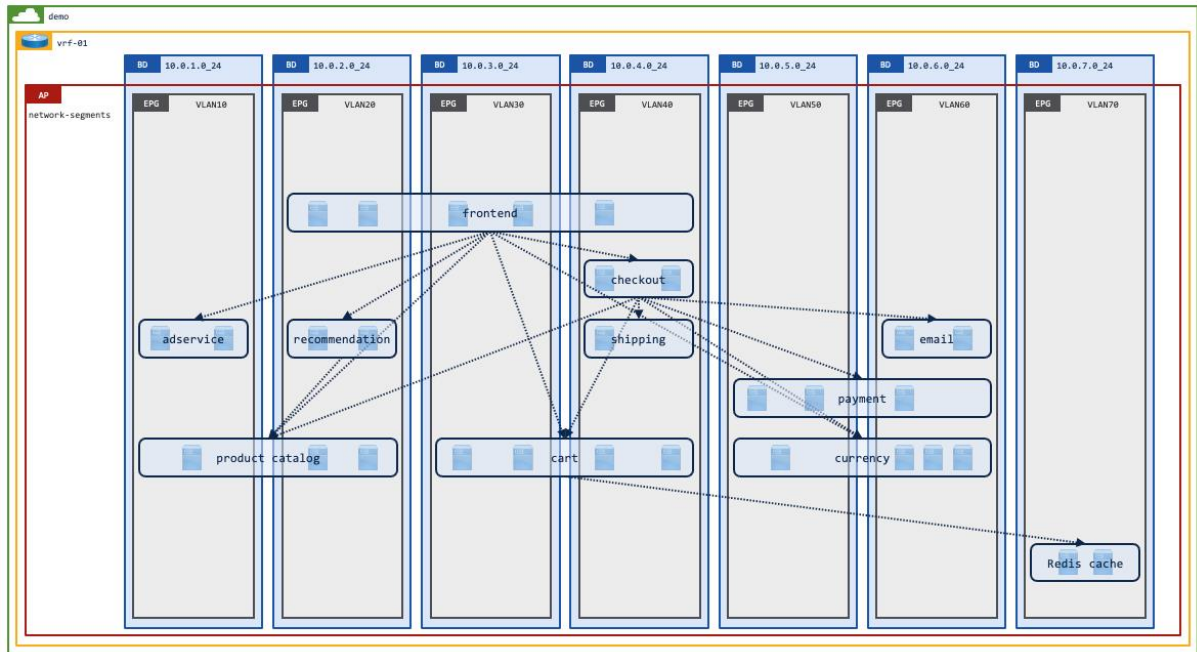 demo
vrf-01
BD 10.0.1.0_24 BD 10.0.2.0_24 BD 10.0.3.0_24 BD 10.0.4.0_24 BD 10.0.5.0_24 BD 10.0.6.0_24 BD 10.0.7.0_24
AP
network-segments
EPG VLAN10 EPG VLAN20 EPG VLAN30 EPG VLAN40 EPG VLAN50 EPG VLAN60 EPG VLAN70
frontend
checkout
adservice recommendation shipping email
payment
product catalog cart currency
Redis cache